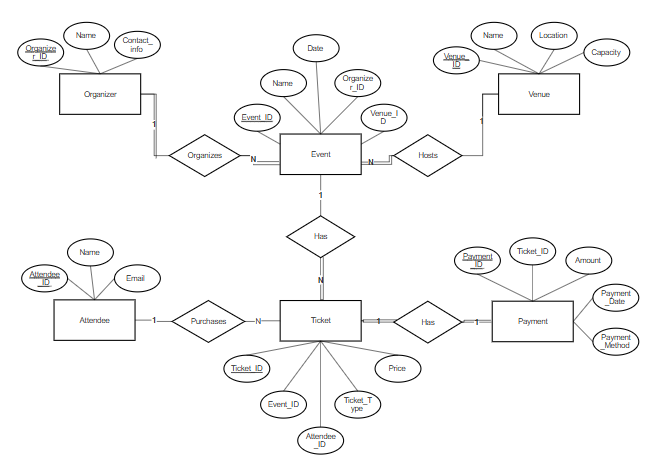 Name
Contact_
info
Organize
r_ID
Organizer
Date
Name
Organize
r_ID
Event_ID
Venue_I
D
Event
Name
Location
Venue_
ID
Capacity
Venue
1
Organizes
N
N
Hosts
1
1
Has
N
Name
Attendee
_ID
Email
Attendee
1
Purchases
N
Ticket
1
Has
1
Payment
_ID
Ticket_ID
Amount
Payment
_Date
Payment
Payment
_Method
Ticket_ID
Price
Event_ID
Ticket_T
ype
Attendee
_ID